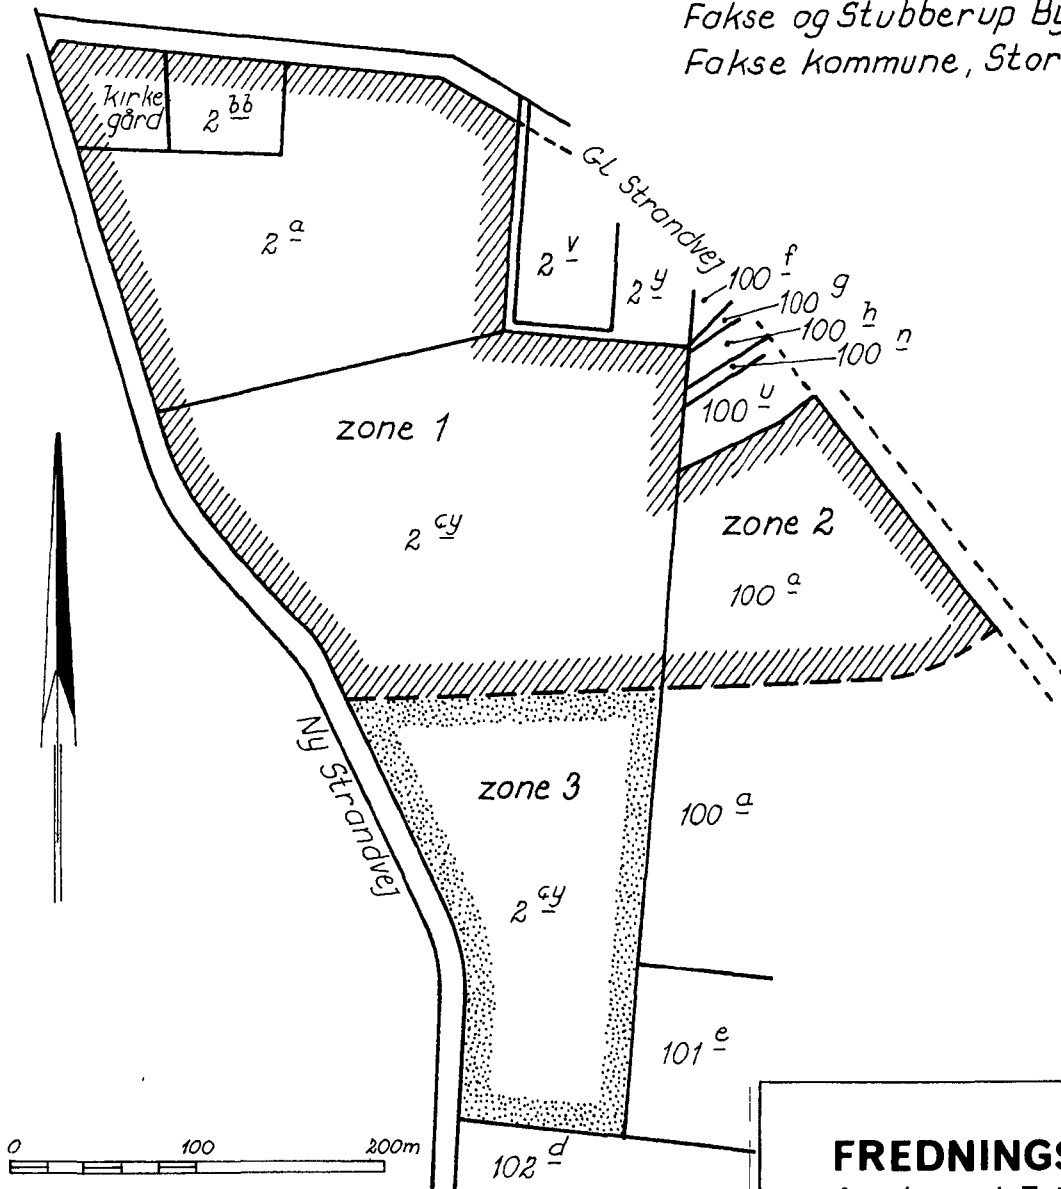 Fakse og Stubberup By
Fakse kommune, Stor
kirke
gård
2 bb
Gl Strandvej
2 a
2 v
2 y
100 f
100 g
100 h
100 n
100 u
zone 1
2 cy
zone 2
100 a
Ny Strandvej
zone 3
100 a
2 cy
101 e
0 100 200m
102 d
FREDNINGS